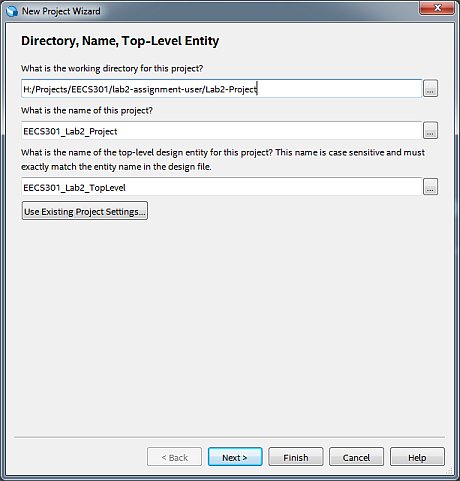 New Project Wizard
Directory, Name, Top-Level Entity
What is the working directory for this project?
H:/Projects/EECS301/lab2-assignment-user/Lab2-Project
...
What is the name of this project?
EECS301_Lab2_Project
...
What is the name of the top-level design entity for this project? This name is case sensitive and must
exactly match the entity name in the design file.
EECS301_Lab2_TopLevel
...
Use Existing Project Settings...
< Back Next > Finish Cancel Help